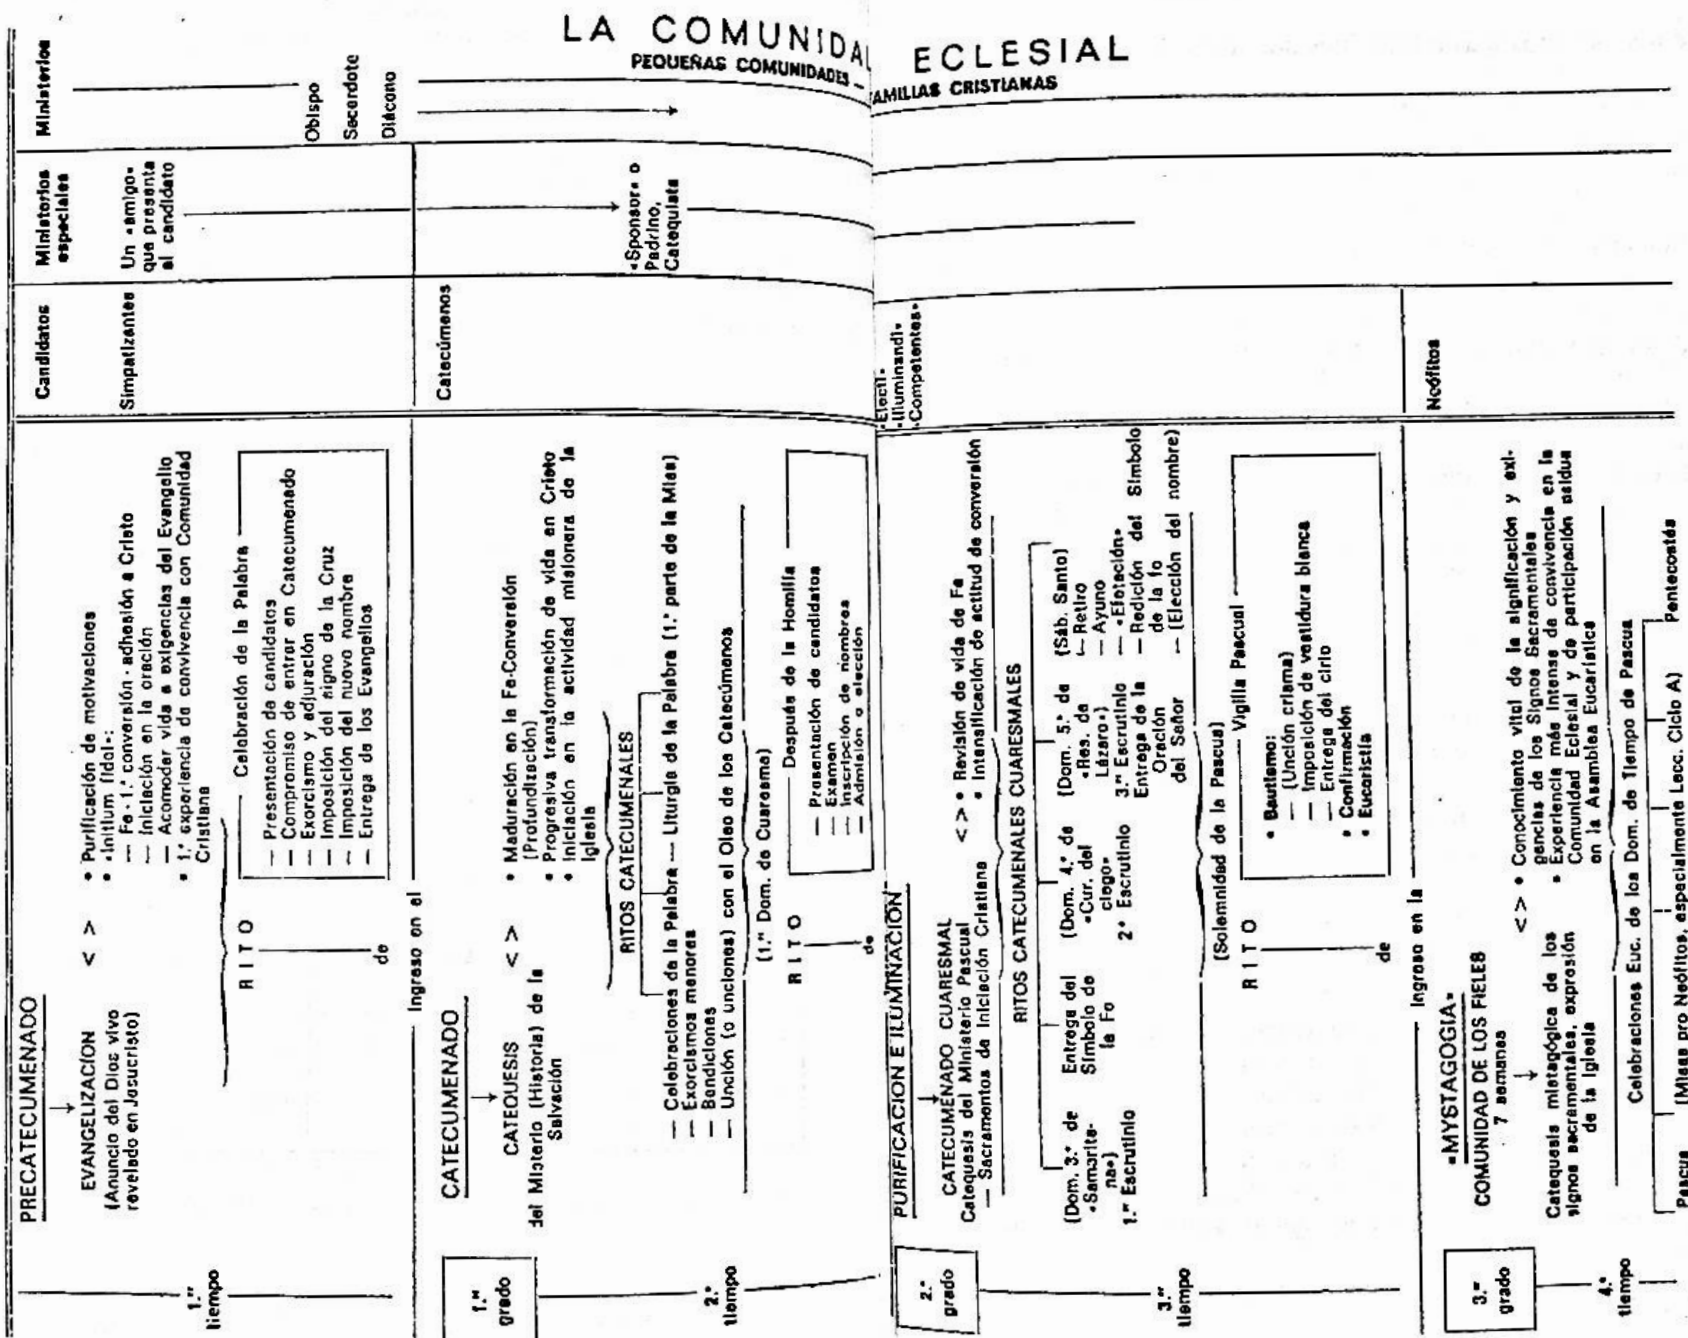 LA COMUNIDA ECLESIAL
PEQUEÑAS COMUNIDADES – AMILIAS CRISTIANAS
Ministerios
Obispo
Sacerdote
Diácono
Ministerios
especiales
Un «amigo»
que presenta
al candidato
«Sponsor» o
Padrino,
Catequista
Candidatos
Simpatizantes
Catecúmenos
«Electi»
«Illuminandi»
«Competentes»
Neófitos
PRECATECUMENADO
EVANGELIZACION
(Anuncio del Dios vivo
revelado en Jesucristo)
< >
• Purificación de motivaciones
• «Initium fidei»:
— Fe - 1.ª conversión - adhesión a Cristo
— Iniciación en la oración
— Acomodar vida a exigencias del Evangelio
• 1.ª experiencia de convivencia con Comunidad
Cristiana
RITO
de
Celebración de la Palabra
— Presentación de candidatos
— Compromiso de entrar en Catecumenado
— Exorcismo y adjuración
— Imposición del signo de la Cruz
— Imposición del nuevo nombre
— Entrega de los Evangelios
1.er
tiempo
Ingreso en el
CATECUMENADO
CATEQUESIS
del Misterio (Historia) de la
Salvación
< >
• Maduración en la Fe-Conversión
(Profundización)
• Progresiva transformación de vida en Cristo
• Iniciación en la actividad misionera de la
Iglesia
RITOS CATECUMENALES
— Celebraciones de la Palabra — Liturgia de la Palabra (1.ª parte de la Misa)
— Exorcismos menores
— Bendiciones
— Unción (o unciones) con el Oleo de los Catecúmenos
(1.er Dom. de Cuaresma)
RITO
de
Después de la Homilía
— Presentación de candidatos
— Examen
— Inscripción de nombres
— Admisión o elección
1.er
grado
2.º
tiempo
PURIFICACION E ILUMINACION
CATECUMENADO CUARESMAL
Catequesis del Ministerio Pascual
— Sacramentos de Iniciación Cristiana
< >
• Revisión de vida de Fe
• Intensificación de actitud de conversión
RITOS CATECUMENALES CUARESMALES
(Dom. 3.º de
«Samarita-
na»)
1.er Escrutinio
Entrega del
Símbolo de
la Fe
(Dom. 4.º de
«Cur. del
ciego»
2º Escrutinio
(Dom. 5.º de
«Res. de
Lázaro»)
3.er Escrutinio
Entrega de la
Oración
del Señor
(Sáb. Santo)
— Retiro
— Ayuno
— «Efetación»
— Redición del Símbolo
de la fe
— (Elección del nombre)
(Solemnidad de la Pascua)
RITO
de
Vigilia Pascual
• Bautismo:
— (Unción crisma)
— Imposición de vestidura blanca
— Entrega del cirio
• Confirmación
• Eucaristía
2.º
grado
3.er
tiempo
Ingreso en la
«MYSTAGOGIA»
COMUNIDAD DE LOS FIELES
7 semanas
Catequesis mistagógica de los
signos sacramentales, expresión
de la Iglesia
< >
• Conocimiento vital de la significación y exi-
gencias de los Signos Sacramentales
• Experiencia más intensa de convivencia en la
Comunidad Eclesial y de participación asidua
en la Asamblea Eucarística
Celebraciones Euc. de los Dom. de Tiempo de Pascua
Pascua
(Misas pro Neófitos, especialmente Lecc. Ciclo A)
Pentecostés
3.er
grado
4.º
tiempo